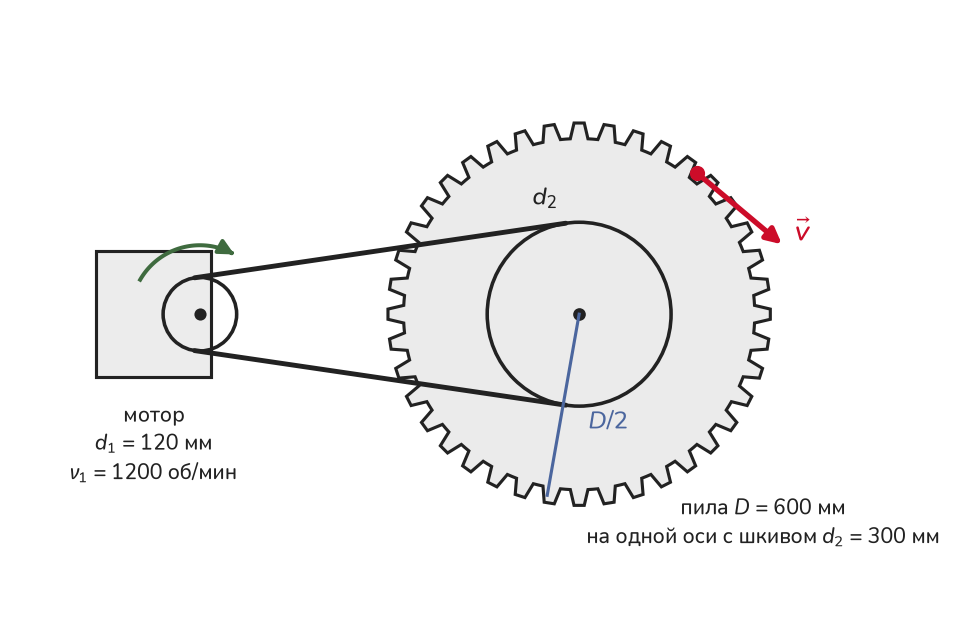 d₂
v⃗
мотор
d₁ = 120 мм
ν₁ = 1200 об/мин
D/2
пила D = 600 мм
на одной оси с шкивом d₂ = 300 мм